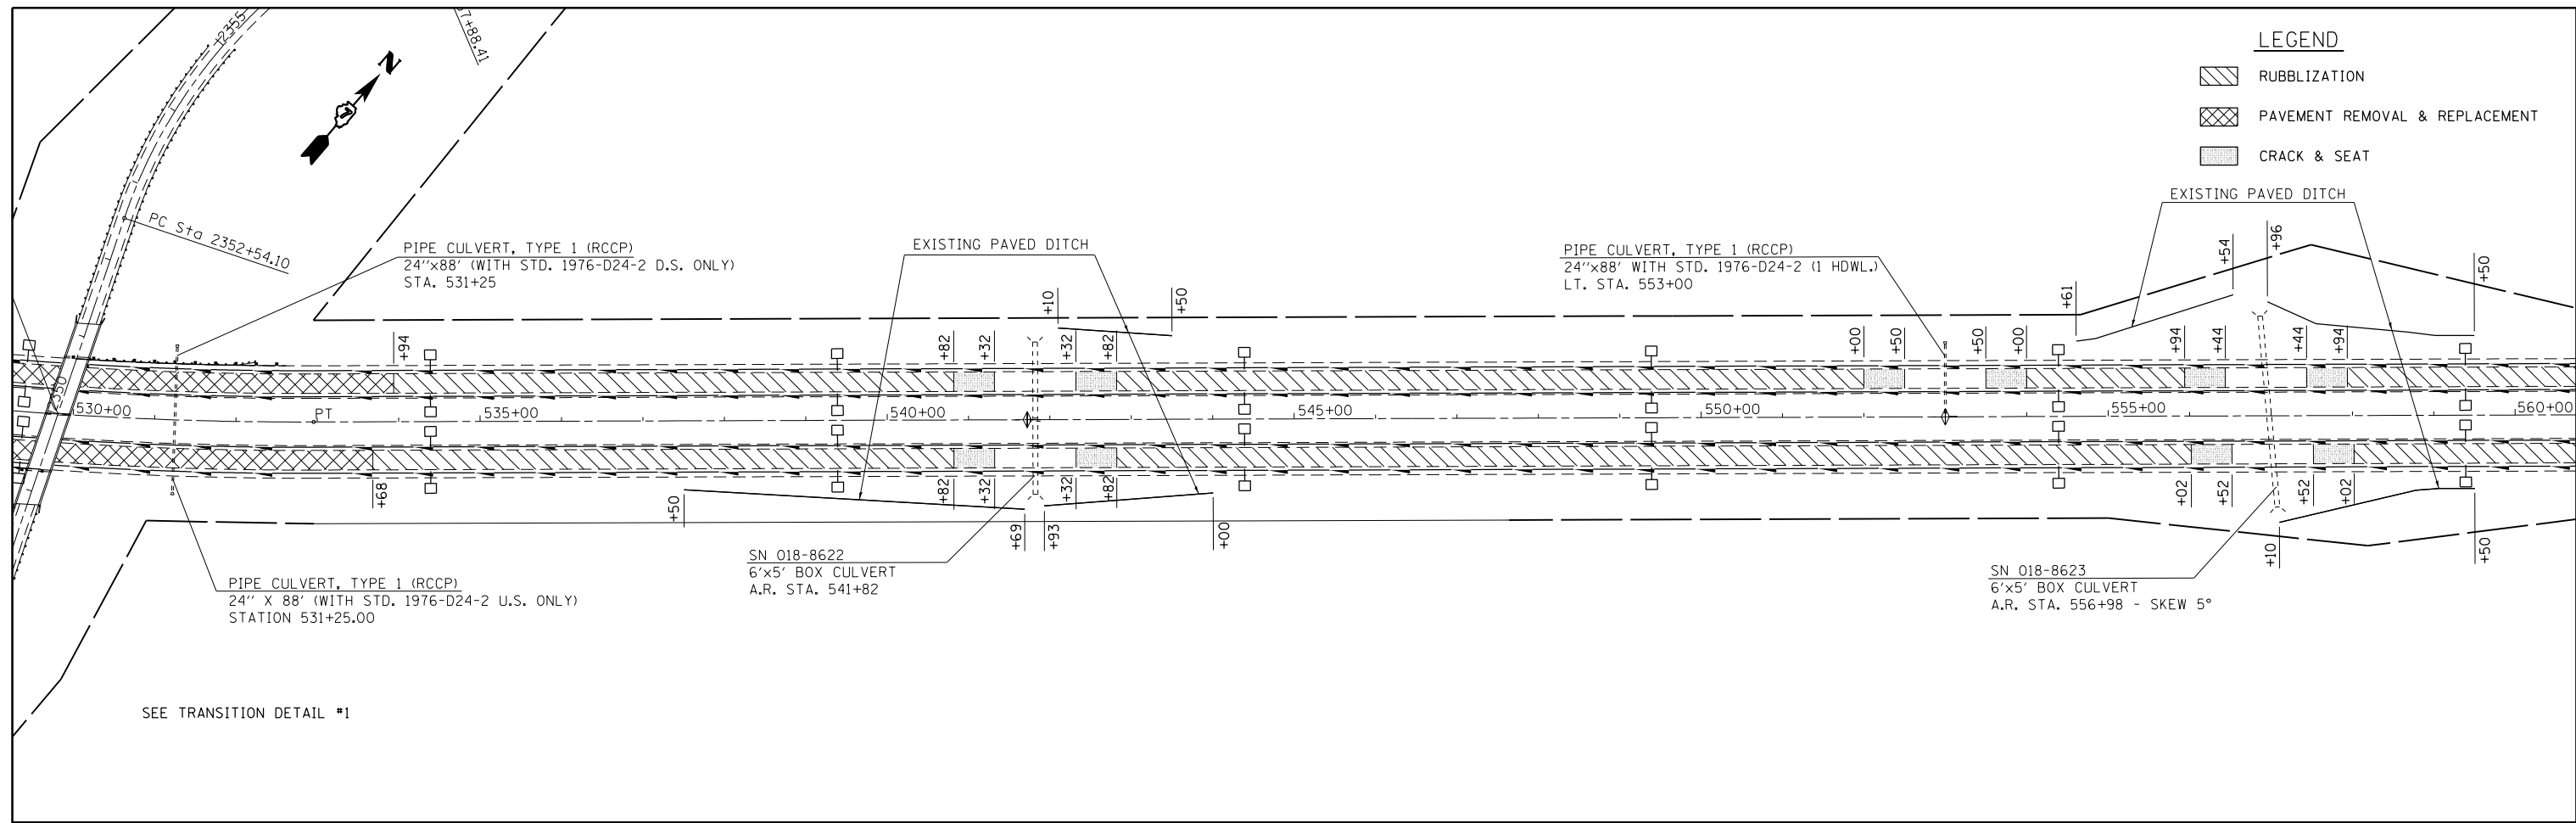 2355
57+88.41
N
7
LEGEND
RUBBLIZATION
PAVEMENT REMOVAL & REPLACEMENT
CRACK & SEAT
PC Sta 2352+54.10
PIPE CULVERT, TYPE 1 (RCCP)
24''x88' (WITH STD. 1976-D24-2 D.S. ONLY)
STA. 531+25
EXISTING PAVED DITCH
PIPE CULVERT, TYPE 1 (RCCP)
24''x88' WITH STD. 1976-D24-2 (1 HDWL.)
LT. STA. 553+00
EXISTING PAVED DITCH
+10
+50
+61
+54
+96
+50
+94
+82
+32
+32
+82
+00
+50
+50
+00
+94
+44
+44
+94
2350
530+00
PT
535+00
540+00
545+00
550+00
555+00
560+00
+68
+50
+82
+32
+32
+82
+69
+93
+00
+02
+52
+52
+02
+10
+50
SN 018-8622
6'x5' BOX CULVERT
A.R. STA. 541+82
SN 018-8623
6'x5' BOX CULVERT
A.R. STA. 556+98 - SKEW 5°
PIPE CULVERT, TYPE 1 (RCCP)
24'' X 88' (WITH STD. 1976-D24-2 U.S. ONLY)
STATION 531+25.00
SEE TRANSITION DETAIL #1